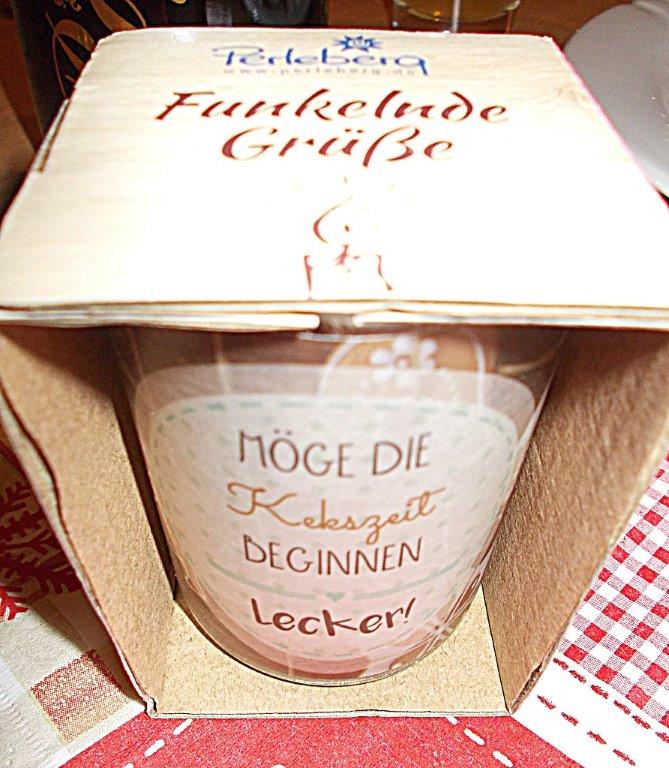 Perleberg
www.perleberg.de
Funkelnde
Grüße
MÖGE DIE
Kekszeit
BEGINNEN
Lecker!